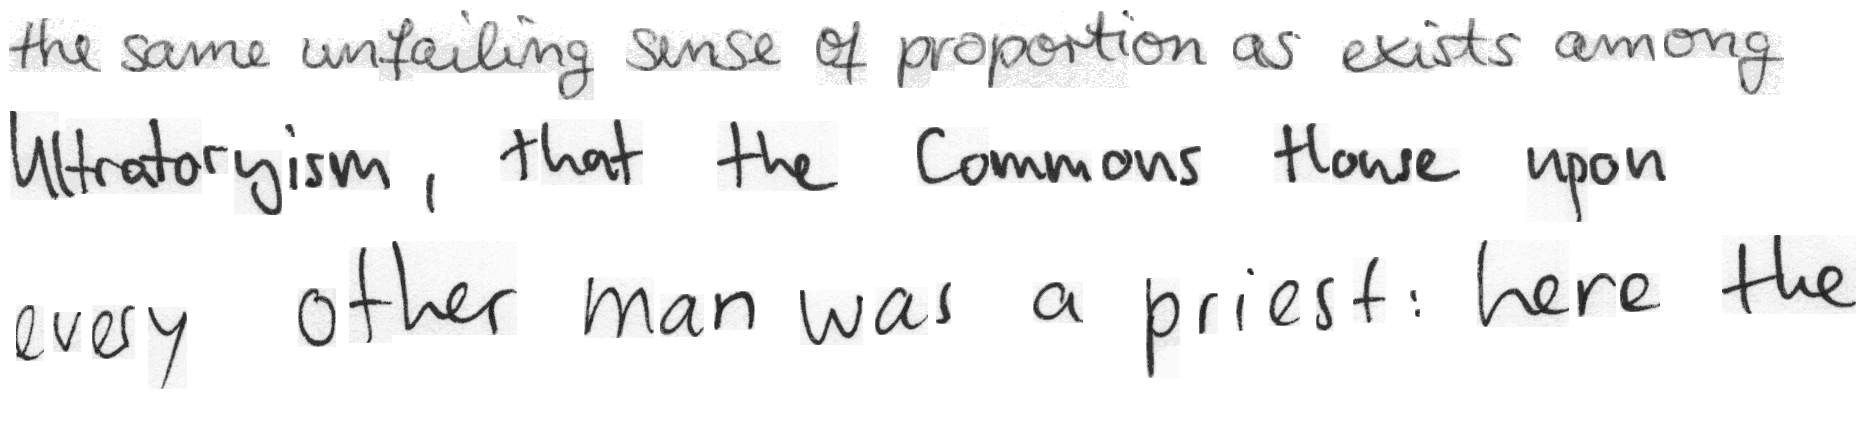 the same unfailing sense of proportion as exists among
Ultratoryism, that the Commons House upon
every other man was a priest: here the